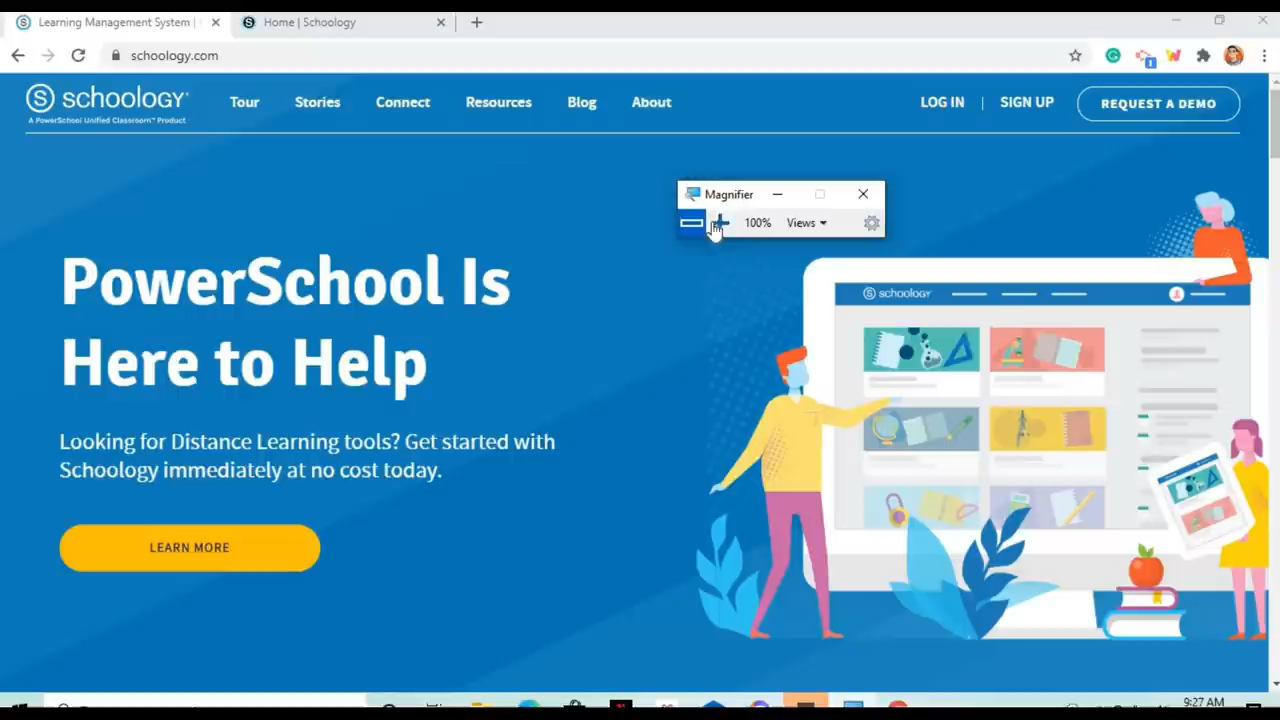 Learning Management System |
Home | Schoology
schoology.com
schoology
A PowerSchool Unified Classroom™ Product
Tour Stories Connect Resources Blog About
LOG IN | SIGN UP REQUEST A DEMO
Magnifier
100% Views
PowerSchool Is
Here to Help
schoology
Looking for Distance Learning tools? Get started with
Schoology immediately at no cost today.
LEARN MORE
9:27 AM